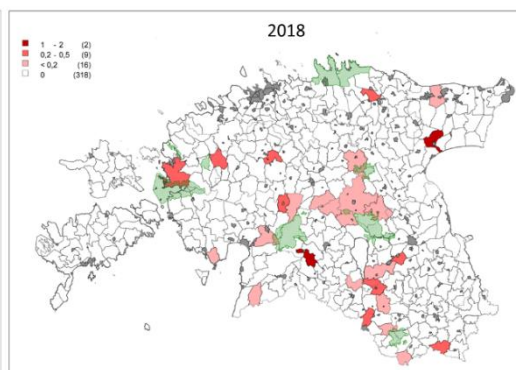 2018
1 - 2 (2)
0,2 - 0,5 (9)
< 0,2 (16)
0 (318)